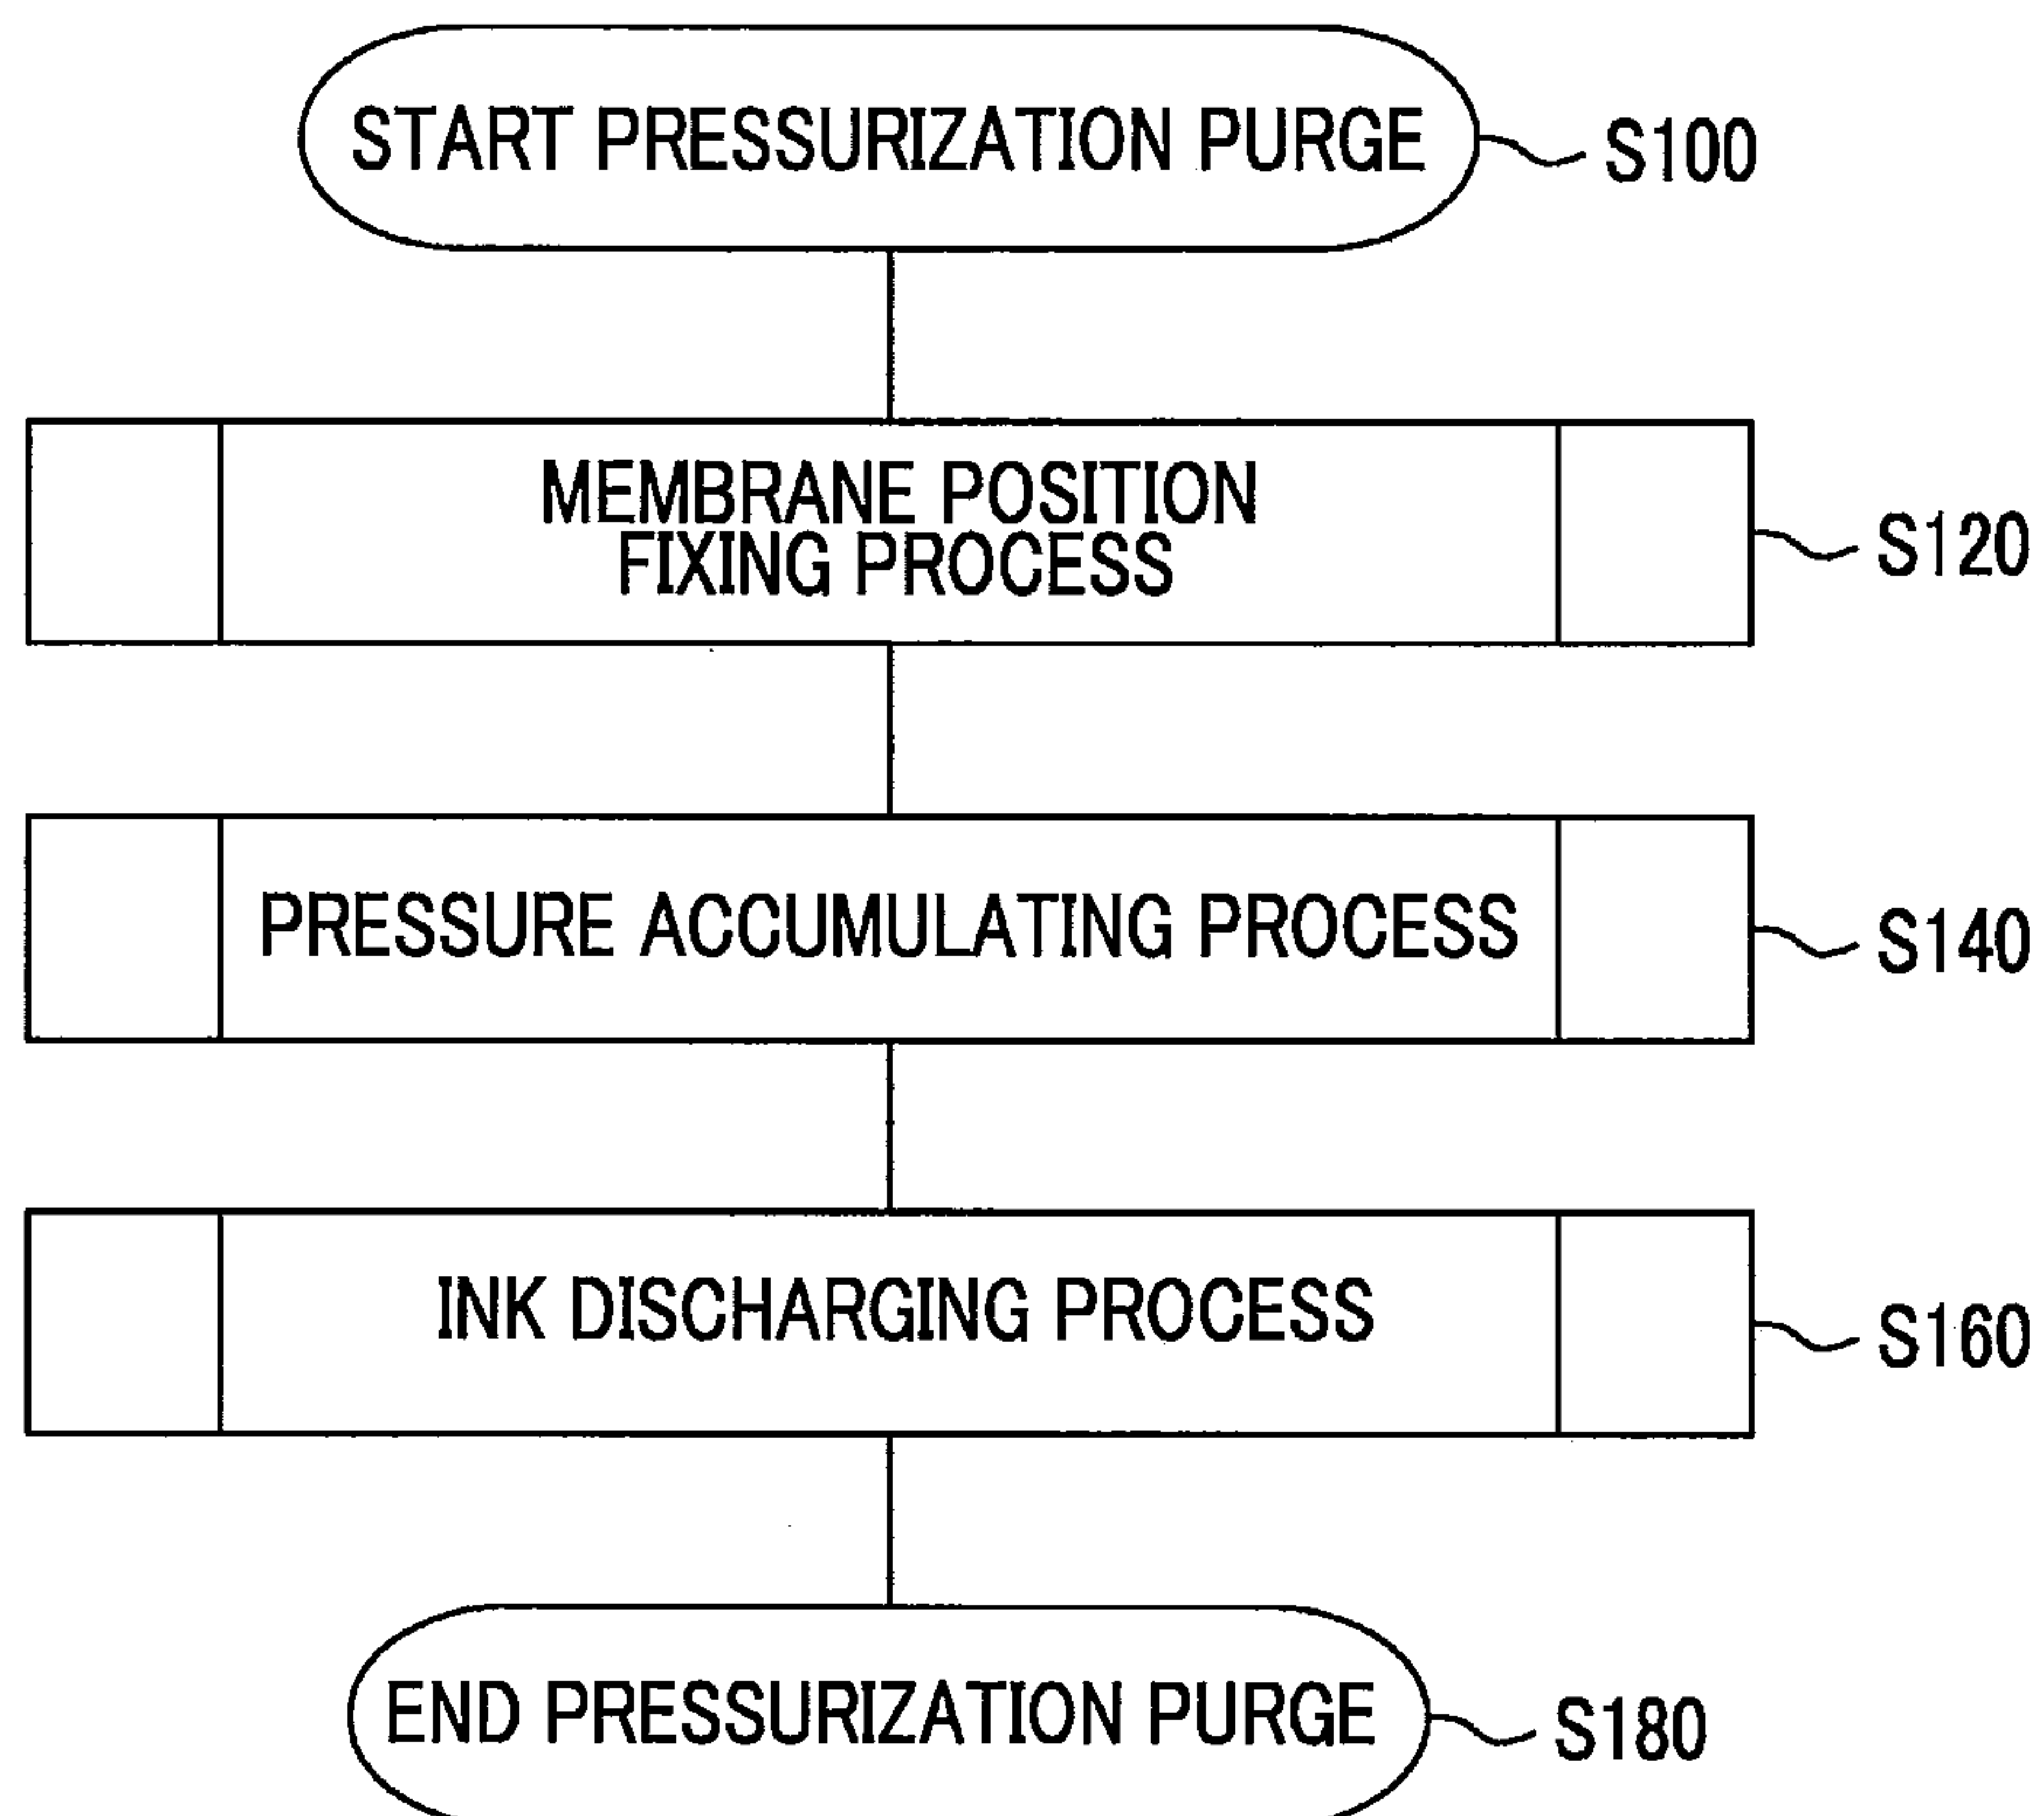 START PRESSURIZATION PURGE
S100
MEMBRANE POSITION
FIXING PROCESS
S120
PRESSURE ACCUMULATING PROCESS
S140
INK DISCHARGING PROCESS
S160
END PRESSURIZATION PURGE
S180